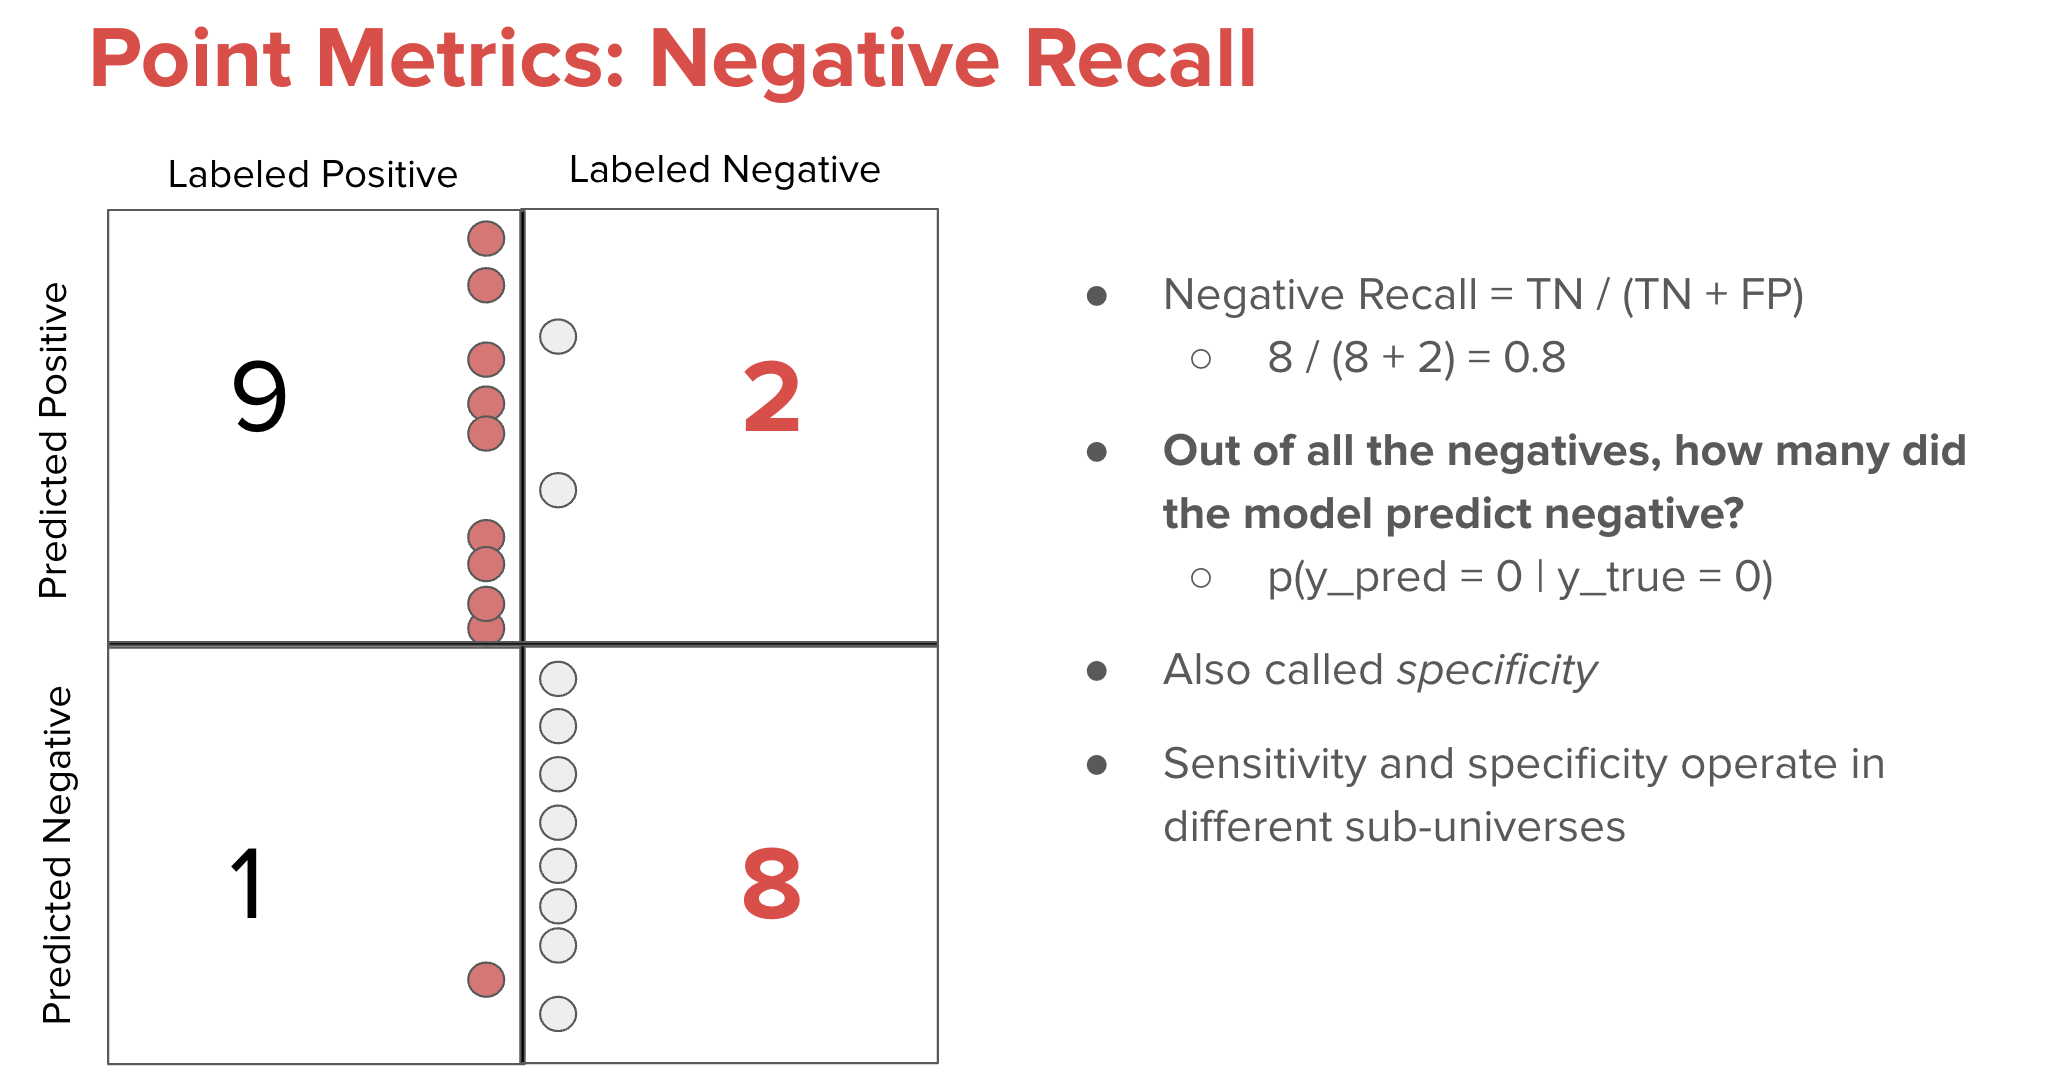 Point Metrics: Negative Recall
Labeled Positive
Labeled Negative
Predicted Positive
9
2
Predicted Negative
1
8
● Negative Recall = TN / (TN + FP)
○ 8 / (8 + 2) = 0.8
● Out of all the negatives, how many did
the model predict negative?
○ p(y_pred = 0 | y_true = 0)
● Also called specificity
● Sensitivity and specificity operate in
different sub-universes